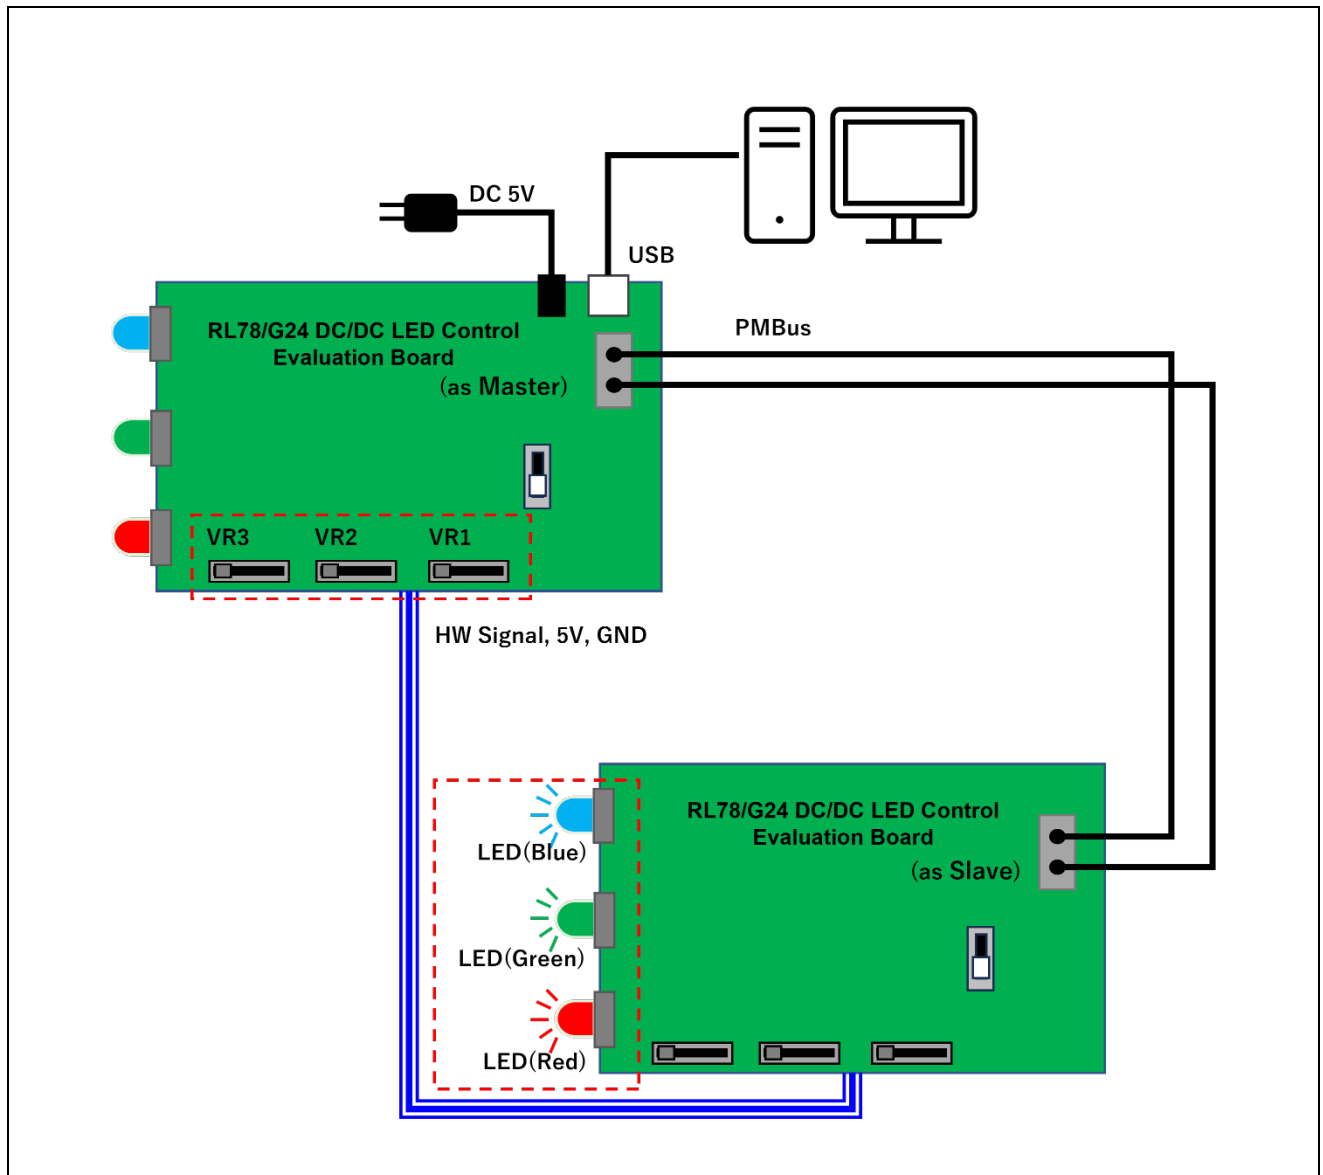 DC 5V
USB
RL78/G24 DC/DC LED Control
Evaluation Board
(as Master)
PMBus
VR3
VR2
VR1
HW Signal, 5V, GND
RL78/G24 DC/DC LED Control
Evaluation Board
(as Slave)
LED(Blue)
LED(Green)
LED(Red)